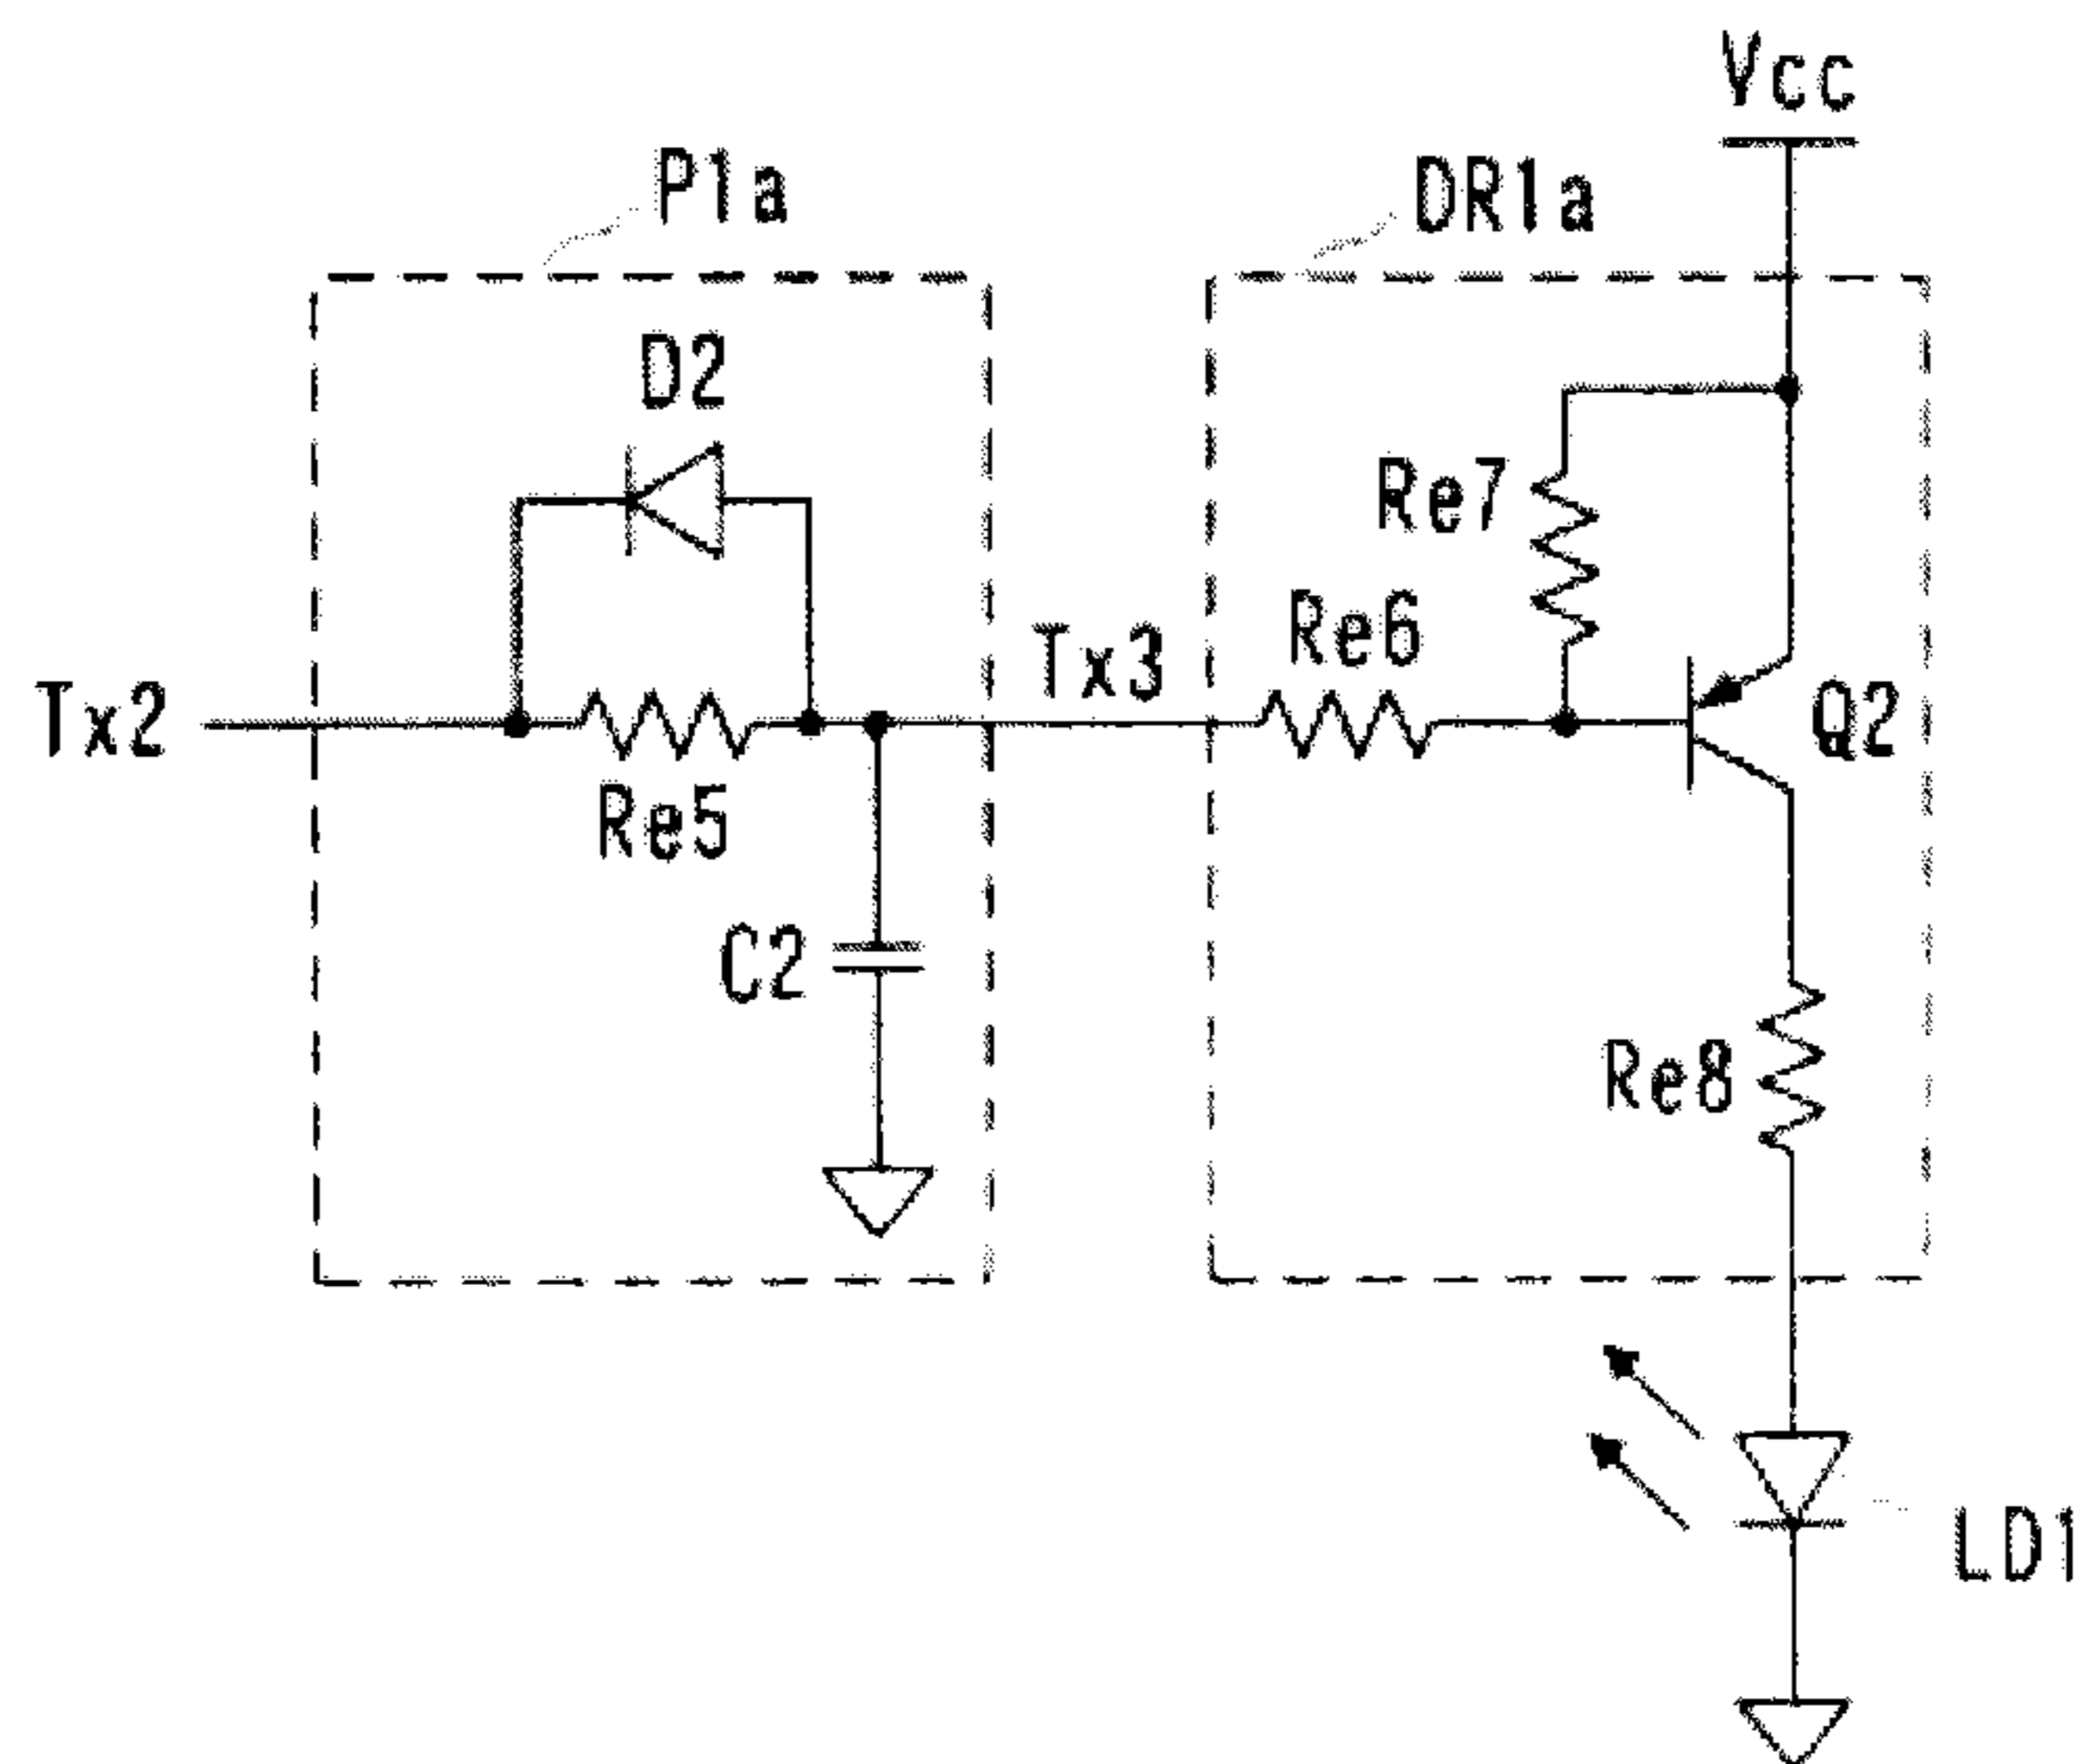 Vcc
P1a
DR1a
D2
Re7
Re6
Tx3
Tx2
Q2
Re5
C2
Re8
LD1